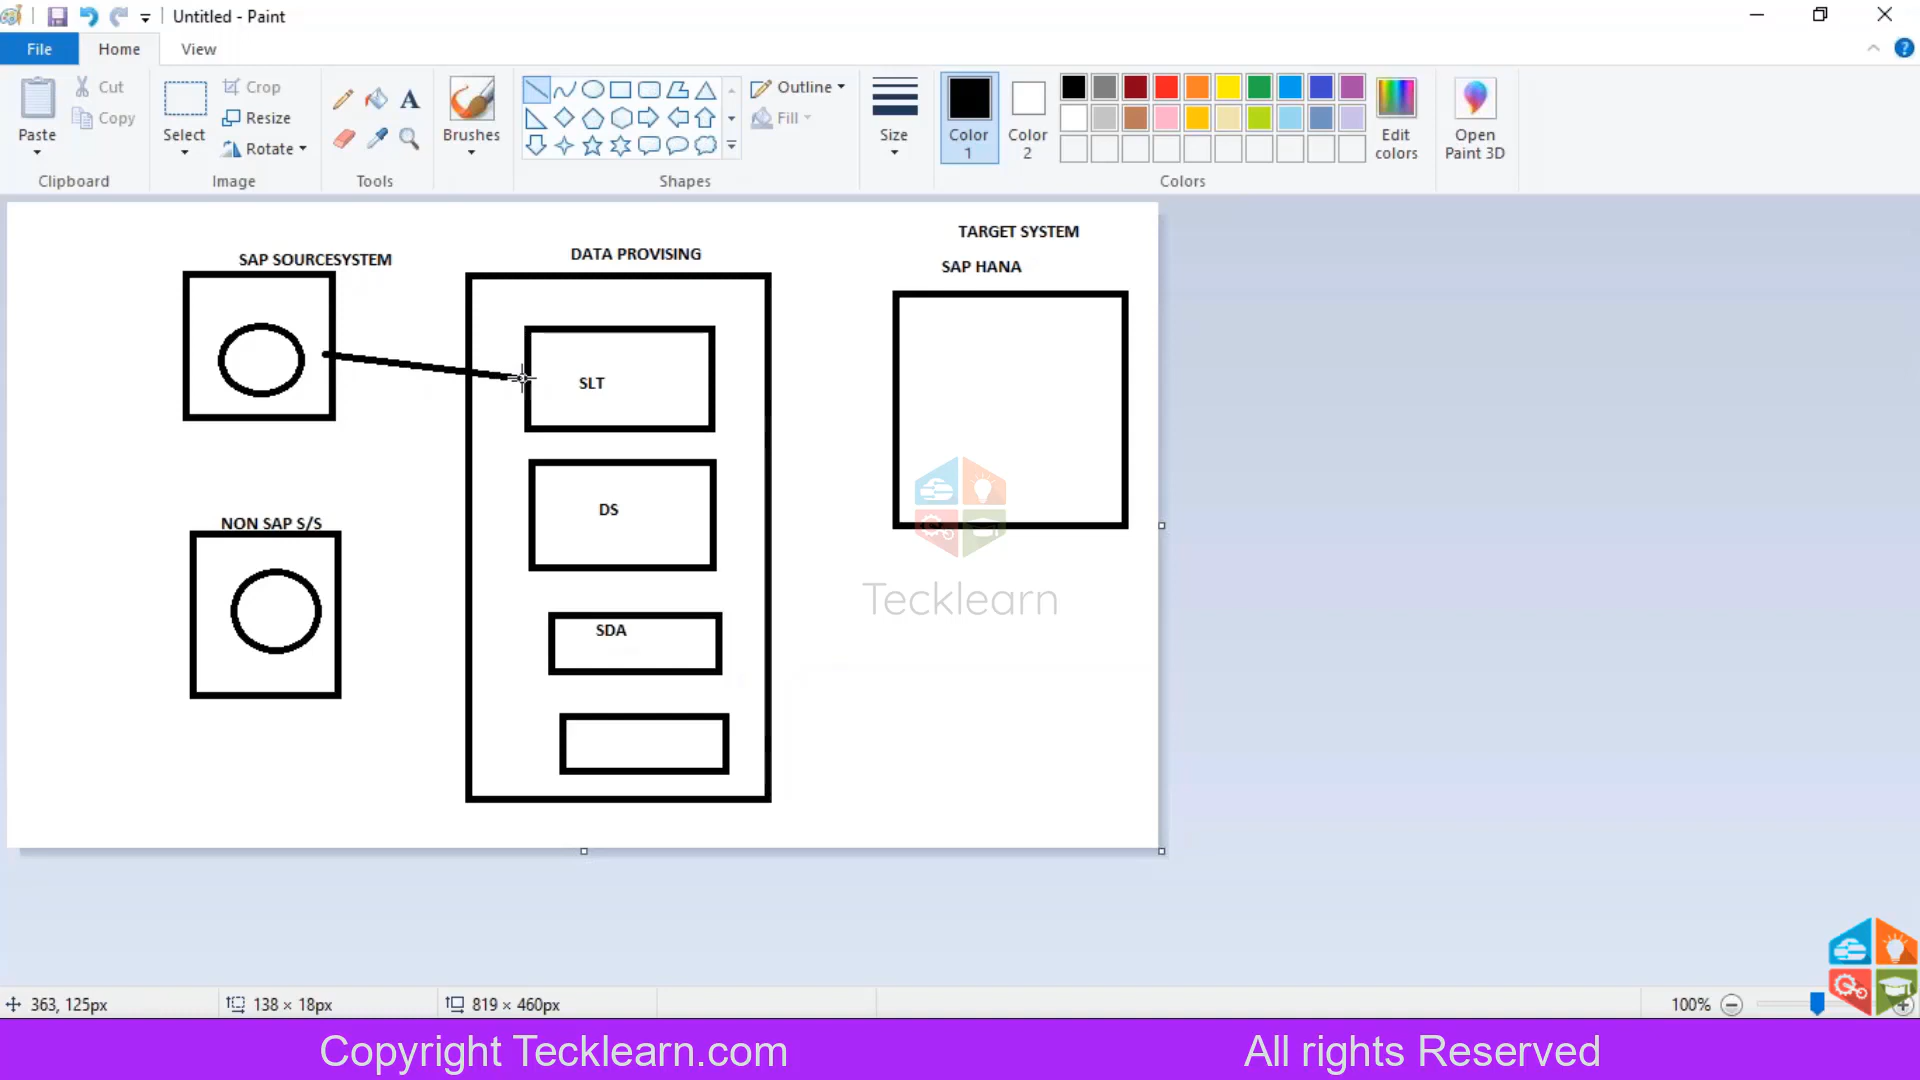 Untitled - Paint
File Home View
Paste
Cut
Copy
Clipboard
Select
Crop
Resize
Rotate
Image
Tools
Brushes
Outline
Fill
Shapes
Size
Color 1
Color 2
Edit colors
Open Paint 3D
Colors
TARGET SYSTEM
SAP SOURCESYSTEM
DATA PROVISING
SAP HANA
SLT
DS
NON SAP S/S
SDA
Tecklearn
363, 125px
138 × 18px
819 × 460px
100%
Copyright Tecklearn.com
All rights Reserved